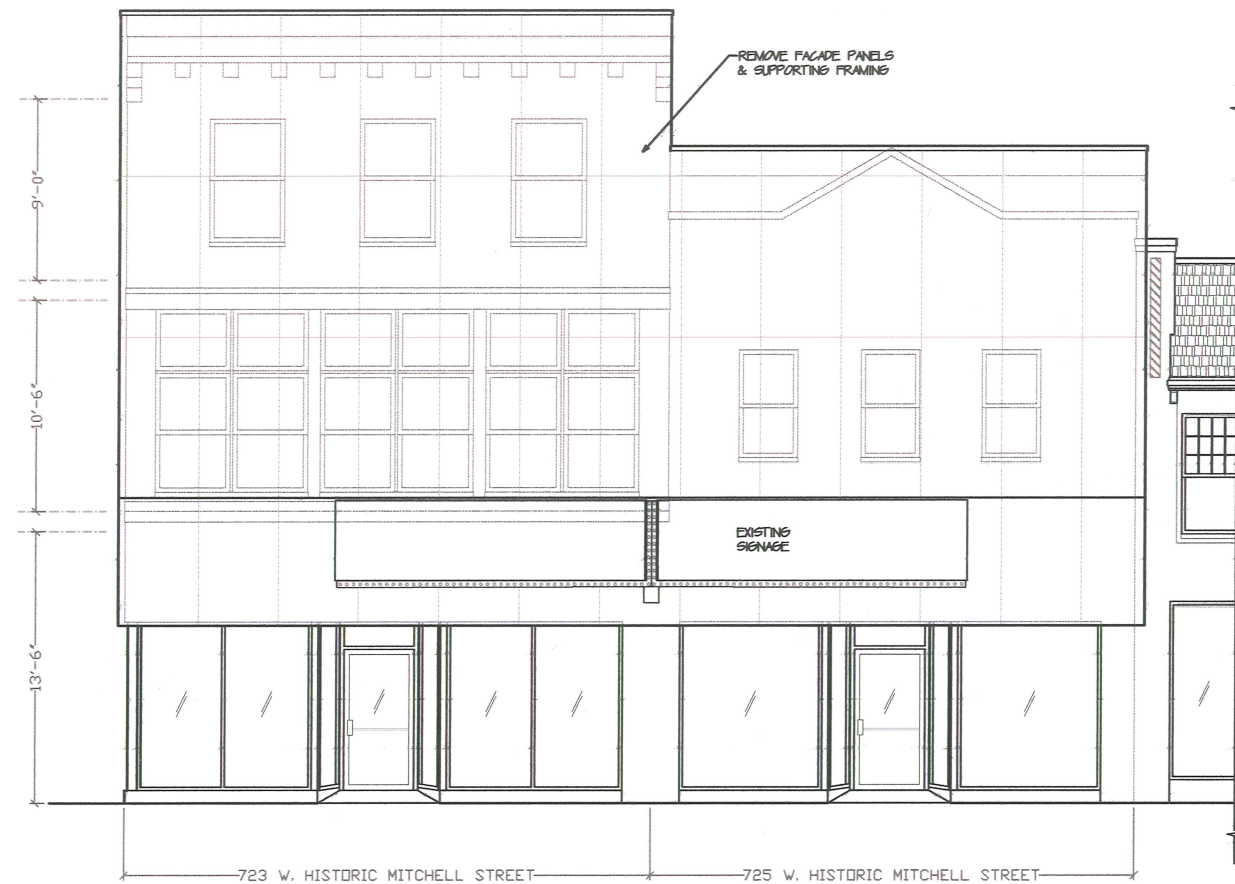 REMOVE FACADE PANELS
& SUPPORTING FRAMING
9'-0"
10'-6"
EXISTING
SIGNAGE
13'-6"
723 W. HISTORIC MITCHELL STREET
725 W. HISTORIC MITCHELL STREET